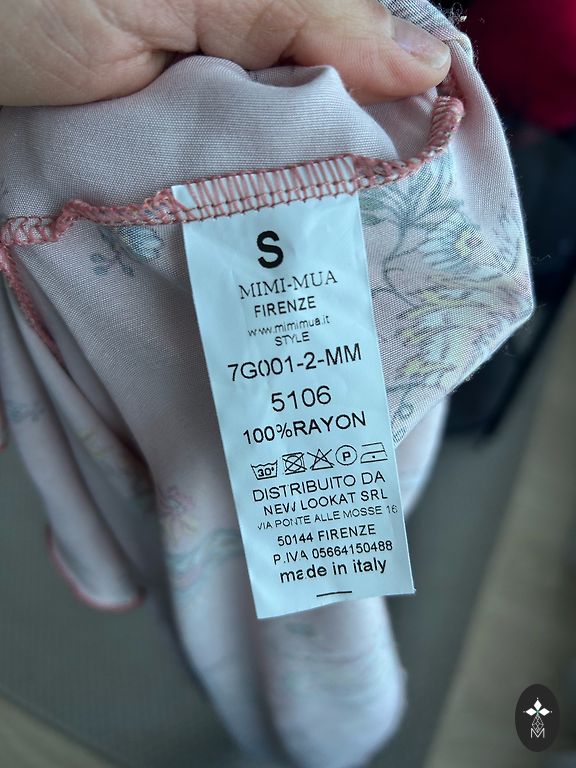 S
MIMI-MUA
FIRENZE
www.mimimua.it
STYLE
7G001-2-MM
5106
100%RAYON
30°
P
DISTRIBUITO DA
NEW LOOKAT SRL
VIA PONTE ALLE MOSSE 16
50144 FIRENZE
P.IVA 05664150488
made in italy
M